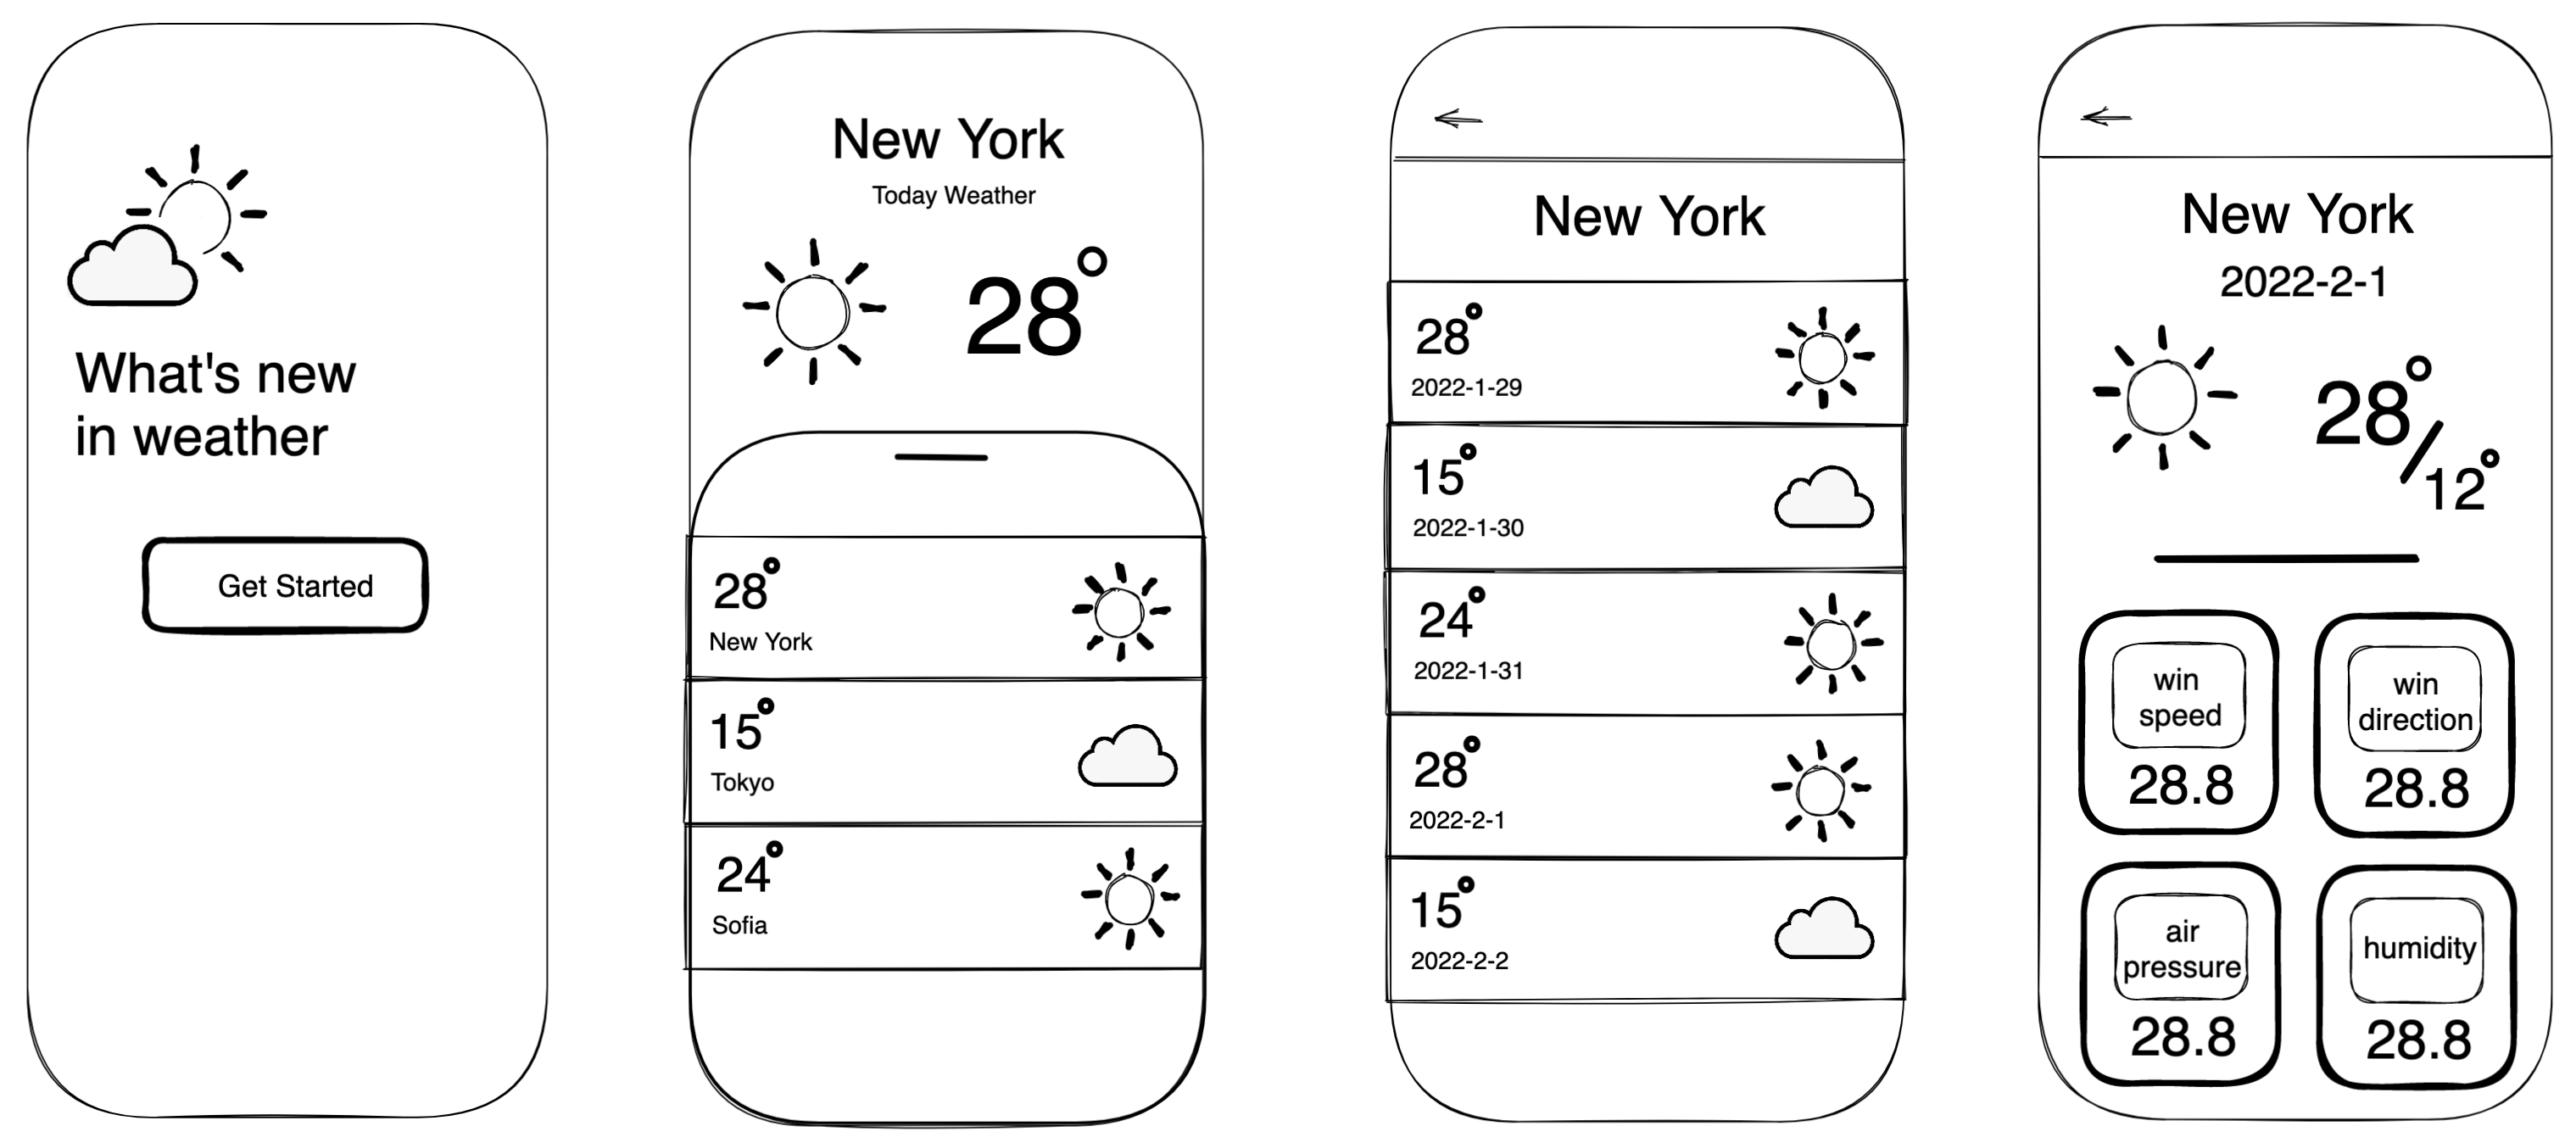 What's new
in weather
Get Started
New York
Today Weather
28°
28°
New York
15°
Tokyo
24°
Sofia
New York
28°
2022-1-29
15°
2022-1-30
24°
2022-1-31
28°
2022-2-1
15°
2022-2-2
New York
2022-2-1
28°/12°
win
speed
28.8
win
direction
28.8
air
pressure
28.8
humidity
28.8